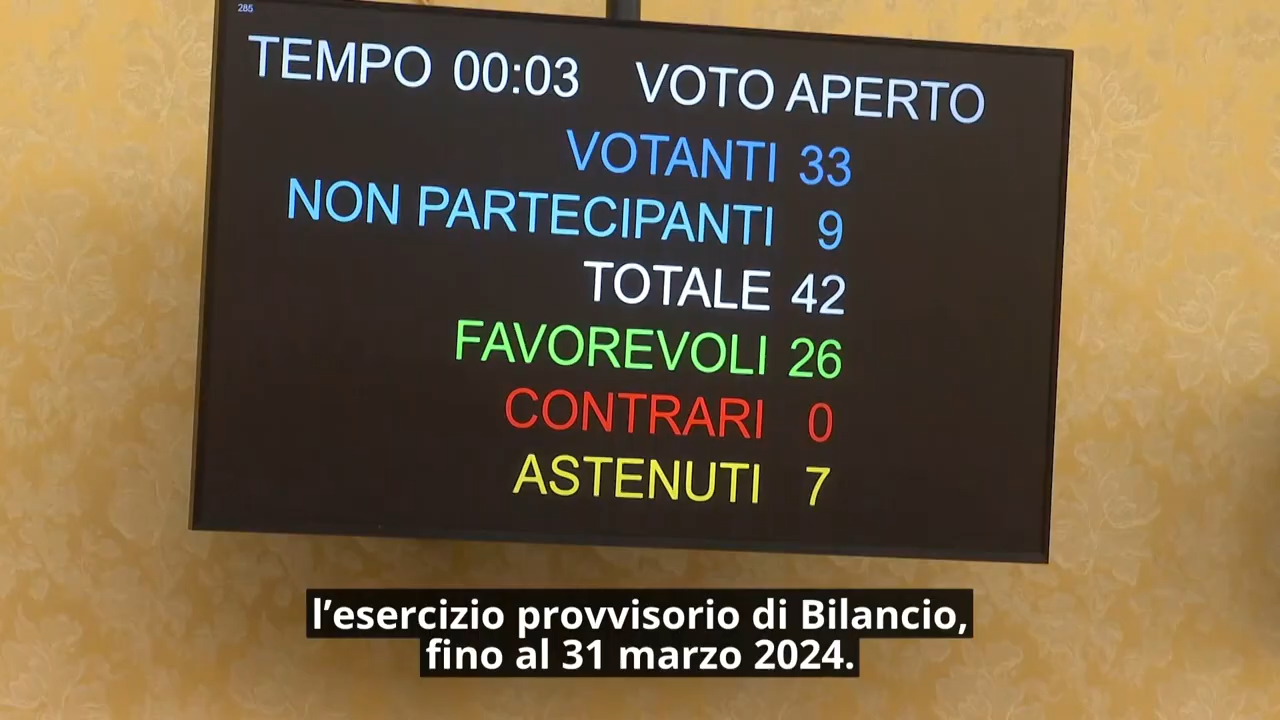 285
TEMPO 00:03 VOTO APERTO
VOTANTI 33
NON PARTECIPANTI 9
TOTALE 42
FAVOREVOLI 26
CONTRARI 0
ASTENUTI 7
l’esercizio provvisorio di Bilancio,
fino al 31 marzo 2024.